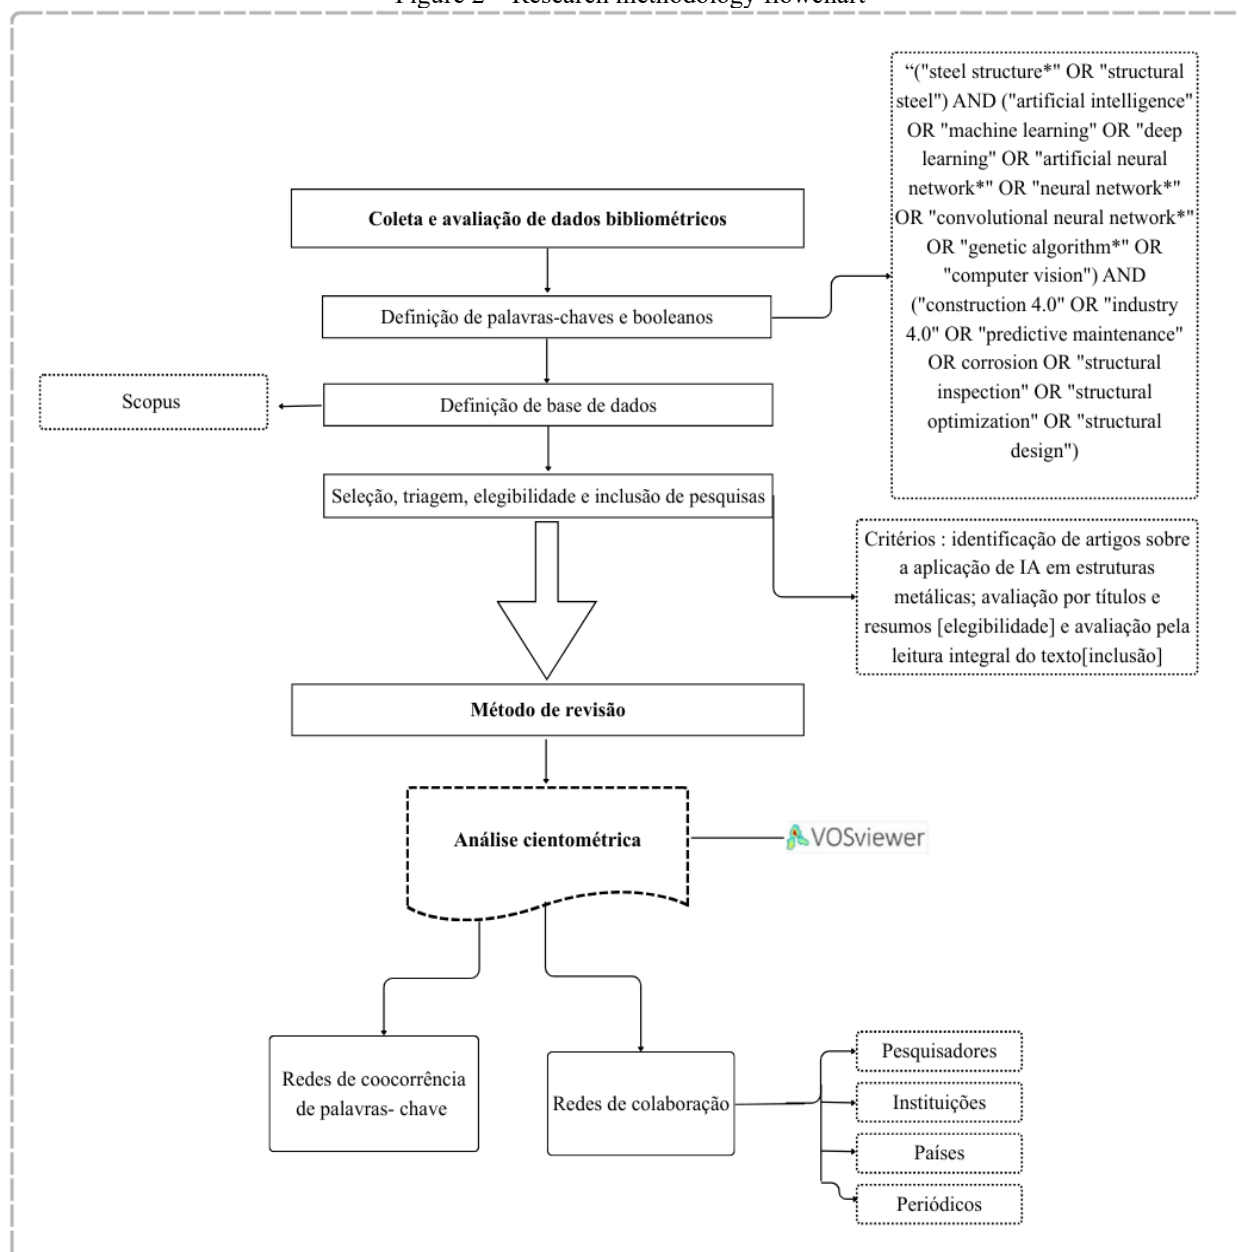 Figure 2 – Research methodology flowchart
“("steel structure*" OR "structural
steel") AND ("artificial intelligence"
OR "machine learning" OR "deep
learning" OR "artificial neural
network*" OR "neural network*"
OR "convolutional neural network*"
OR "genetic algorithm*" OR
"computer vision") AND
("construction 4.0" OR "industry
4.0" OR "predictive maintenance"
OR corrosion OR "structural
inspection" OR "structural
optimization" OR "structural
design")
Coleta e avaliação de dados bibliométricos
Definição de palavras-chaves e booleanos
Scopus
Definição de base de dados
Seleção, triagem, elegibilidade e inclusão de pesquisas
Critérios : identificação de artigos sobre
a aplicação de IA em estruturas
metálicas; avaliação por títulos e
resumos [elegibilidade] e avaliação pela
leitura integral do texto[inclusão]
Método de revisão
Análise cientométrica
VOSviewer
Redes de coocorrência
de palavras- chave
Redes de colaboração
Pesquisadores
Instituições
Países
Periódicos